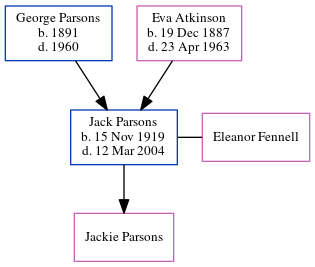 George Parsons
b. 1891
d. 1960
Eva Atkinson
b. 19 Dec 1887
d. 23 Apr 1963
Jack Parsons
b. 15 Nov 1919
d. 12 Mar 2004
Eleanor Fennell
Jackie Parsons